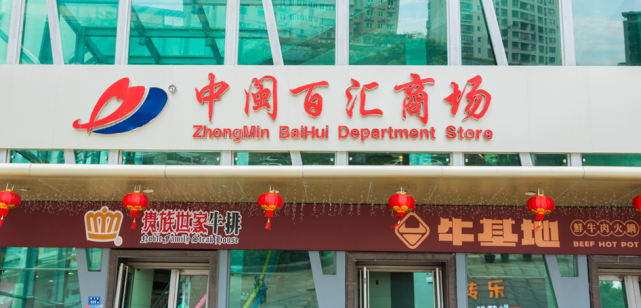 中闽百汇商场
ZhongMin BaiHui Department Store
贵族世家牛排
Noble Family Steak House
牛基地
鲜牛肉火锅
BEEF HOT POT